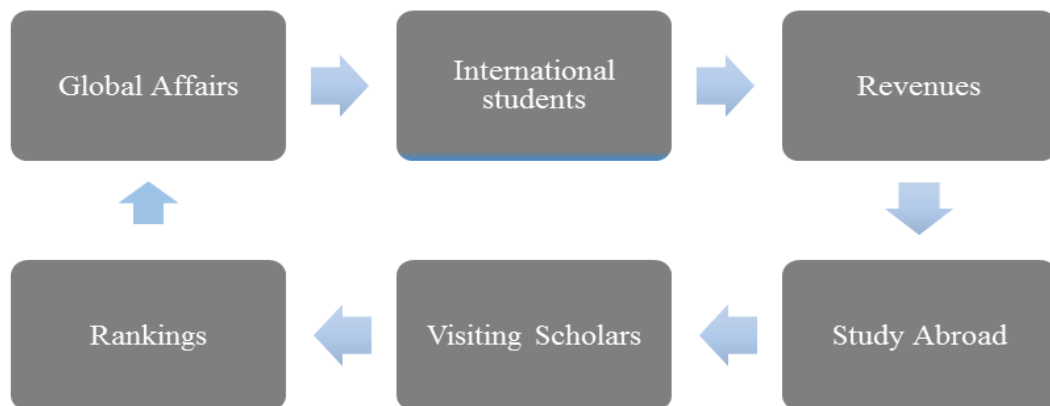 Global Affairs
International
students
Revenues
Rankings
Visiting Scholars
Study Abroad